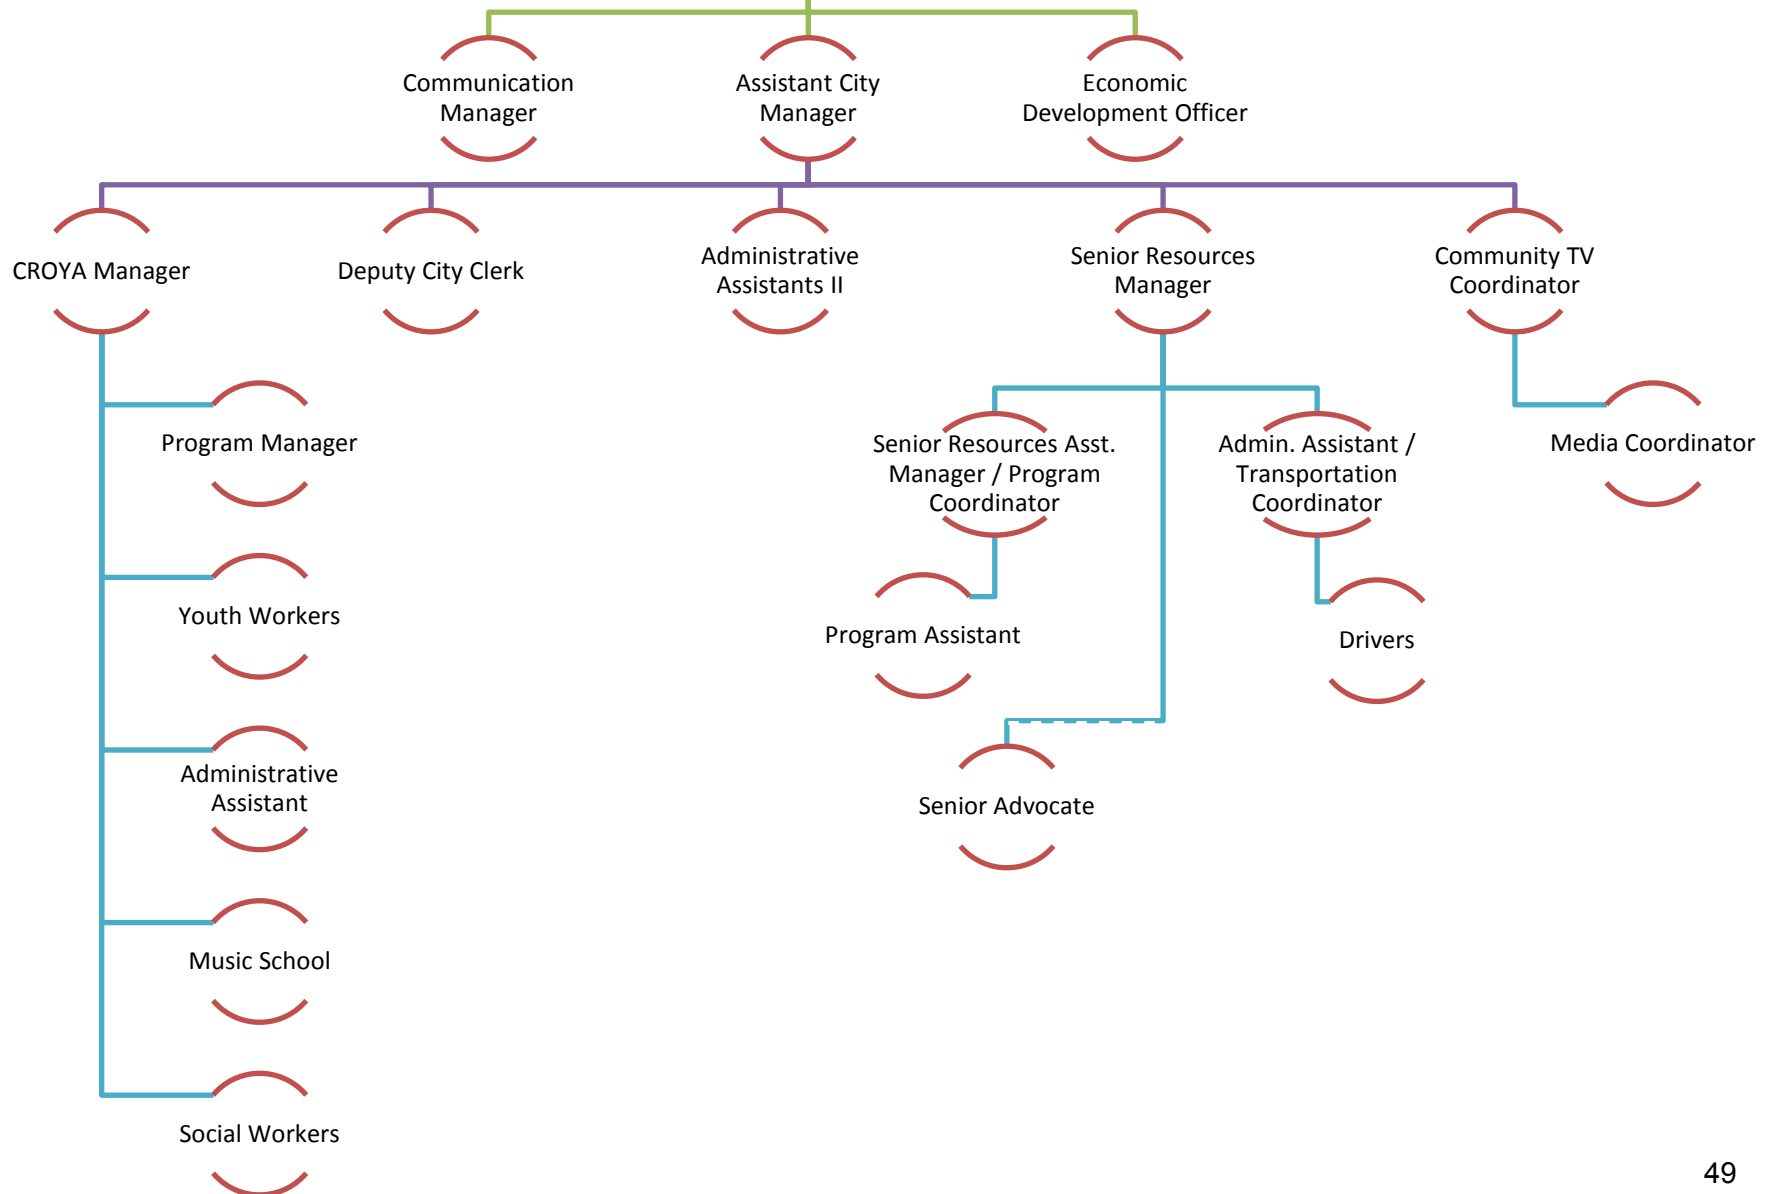 Communication
Manager
Assistant City
Manager
Economic
Development Officer
CROYA Manager
Deputy City Clerk
Administrative
Assistants II
Senior Resources
Manager
Community TV
Coordinator
Program Manager
Senior Resources Asst.
Manager / Program
Coordinator
Admin. Assistant /
Transportation
Coordinator
Media Coordinator
Youth Workers
Program Assistant
Drivers
Administrative
Assistant
Senior Advocate
Music School
Social Workers
49